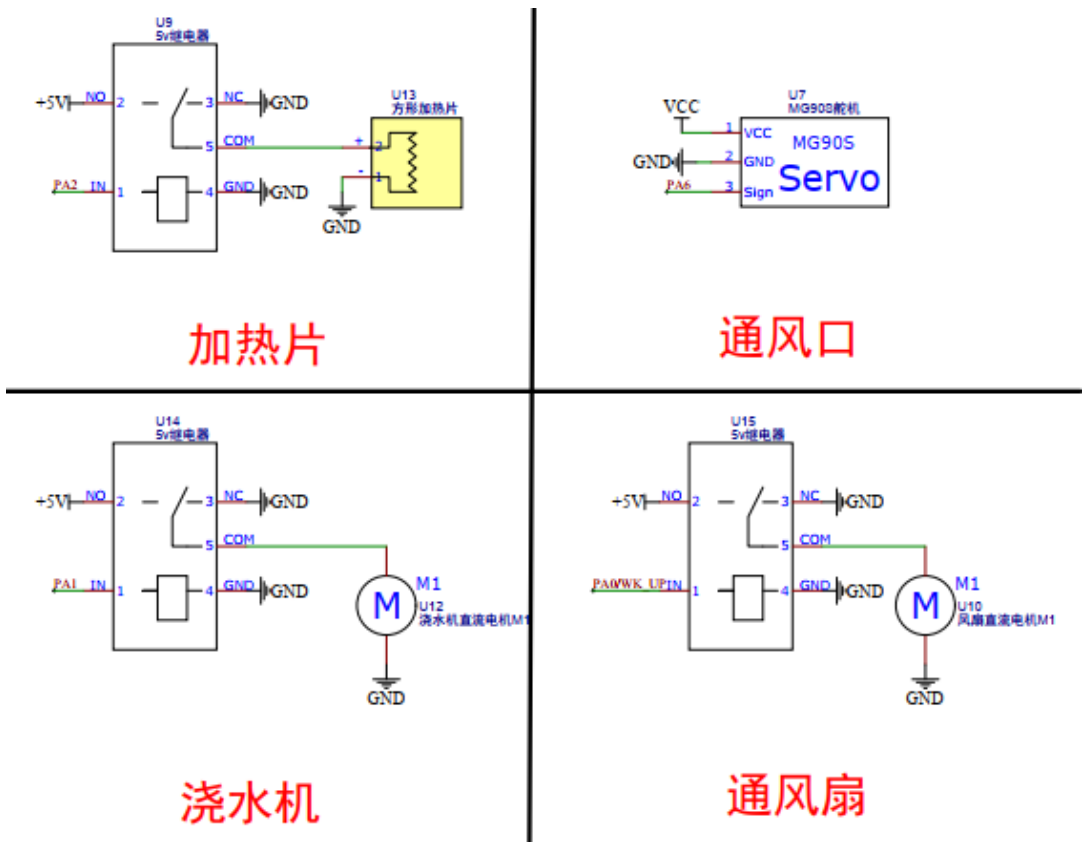 U9
5v继电器
+5V
NO
2
3
NC
GND
5
COM
PA2
IN
1
4
GND
GND
U13
方形加热片
+
2
-
1
GND
加热片
U7
MG90S舵机
VCC
1
VCC
MG90S
GND
2
GND
Servo
PA6
3
Sign
通风口
U14
5v继电器
+5V
NO
2
3
NC
GND
5
COM
PA1
IN
1
4
GND
GND
M
M1
U12
浇水机直流电机M1
GND
浇水机
U15
5v继电器
+5V
NO
2
3
NC
GND
5
COM
PA0/WK_UP
IN
1
4
GND
GND
M
M1
U10
风扇直流电机M1
GND
通风扇